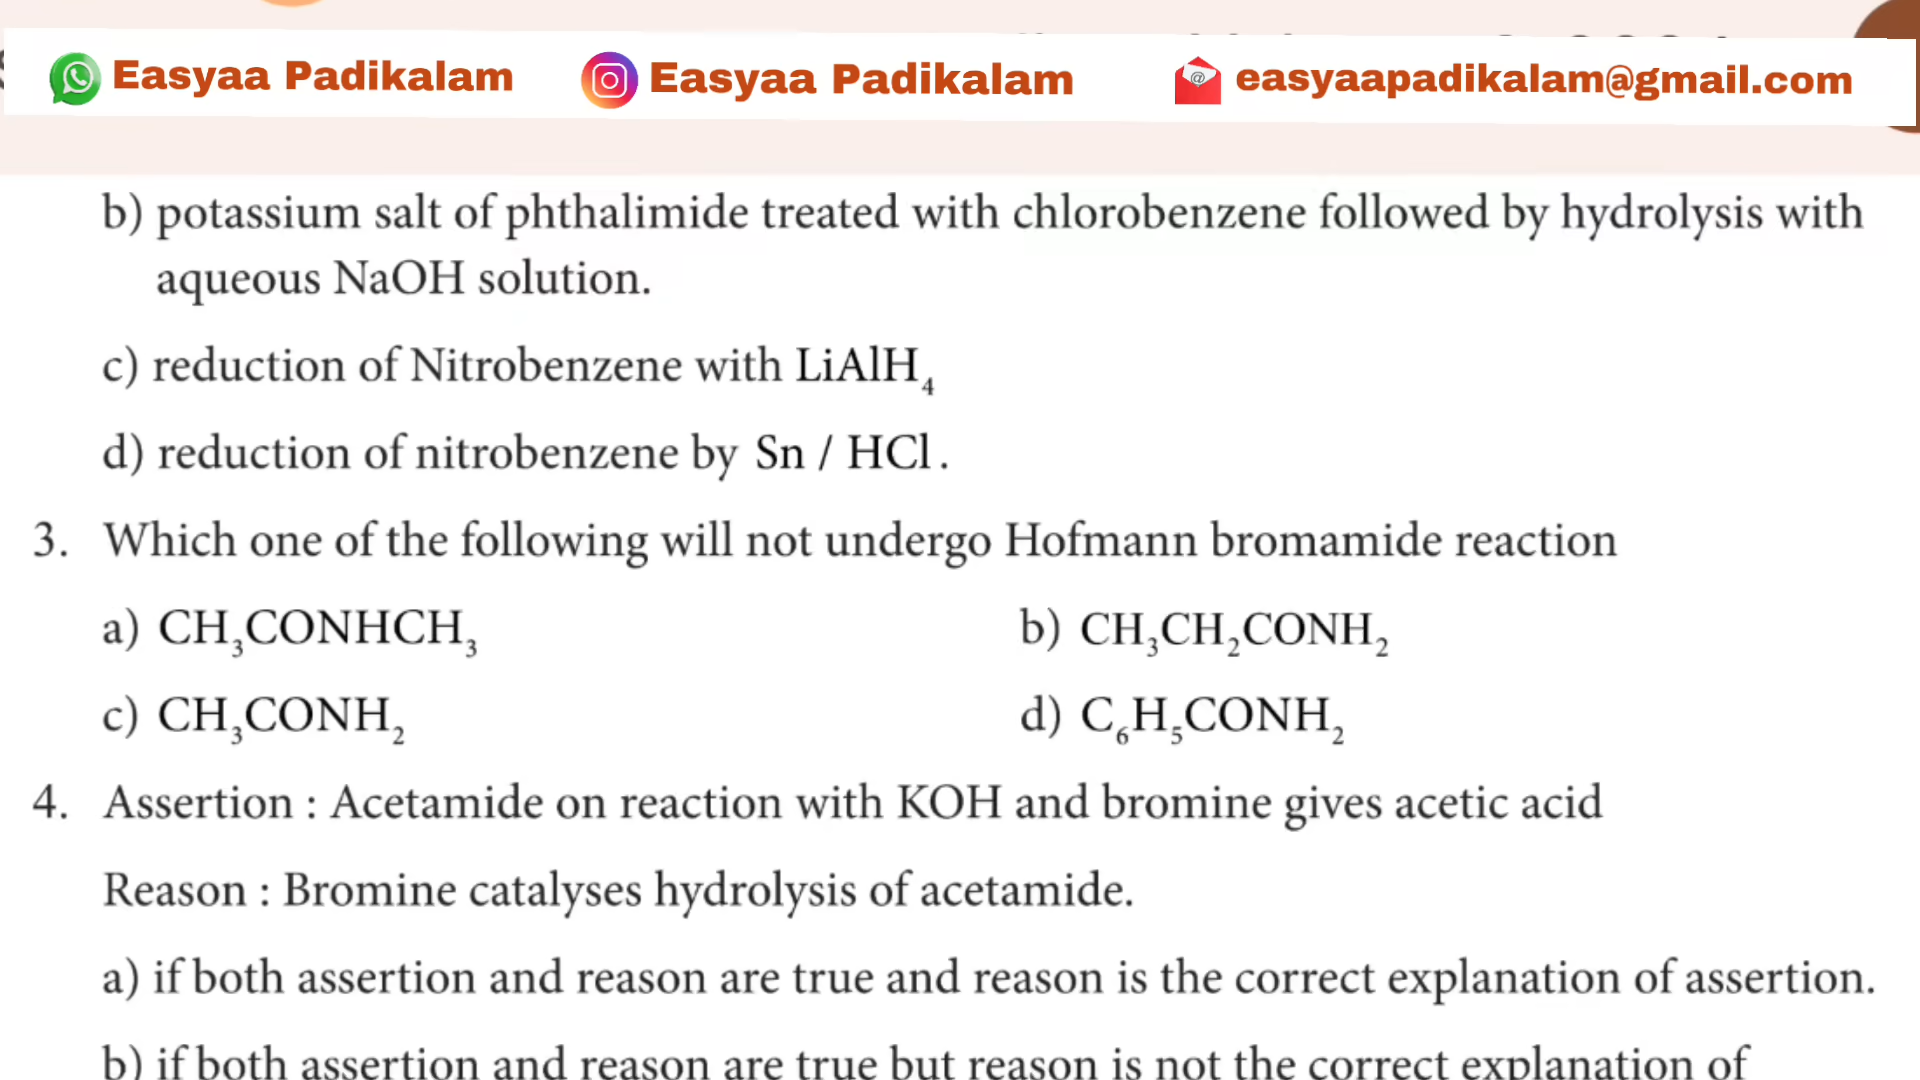 Easyaa Padikalam Easyaa Padikalam easyaapadikalam@gmail.com
b) potassium salt of phthalimide treated with chlorobenzene followed by hydrolysis with
aqueous NaOH solution.
c) reduction of Nitrobenzene with LiAlH₄
d) reduction of nitrobenzene by Sn / HCl.
3. Which one of the following will not undergo Hofmann bromamide reaction
a) CH₃CONHCH₃ b) CH₃CH₂CONH₂
c) CH₃CONH₂ d) C₆H₅CONH₂
4. Assertion : Acetamide on reaction with KOH and bromine gives acetic acid
Reason : Bromine catalyses hydrolysis of acetamide.
a) if both assertion and reason are true and reason is the correct explanation of assertion.
b) if both assertion and reason are true but reason is not the correct explanation of